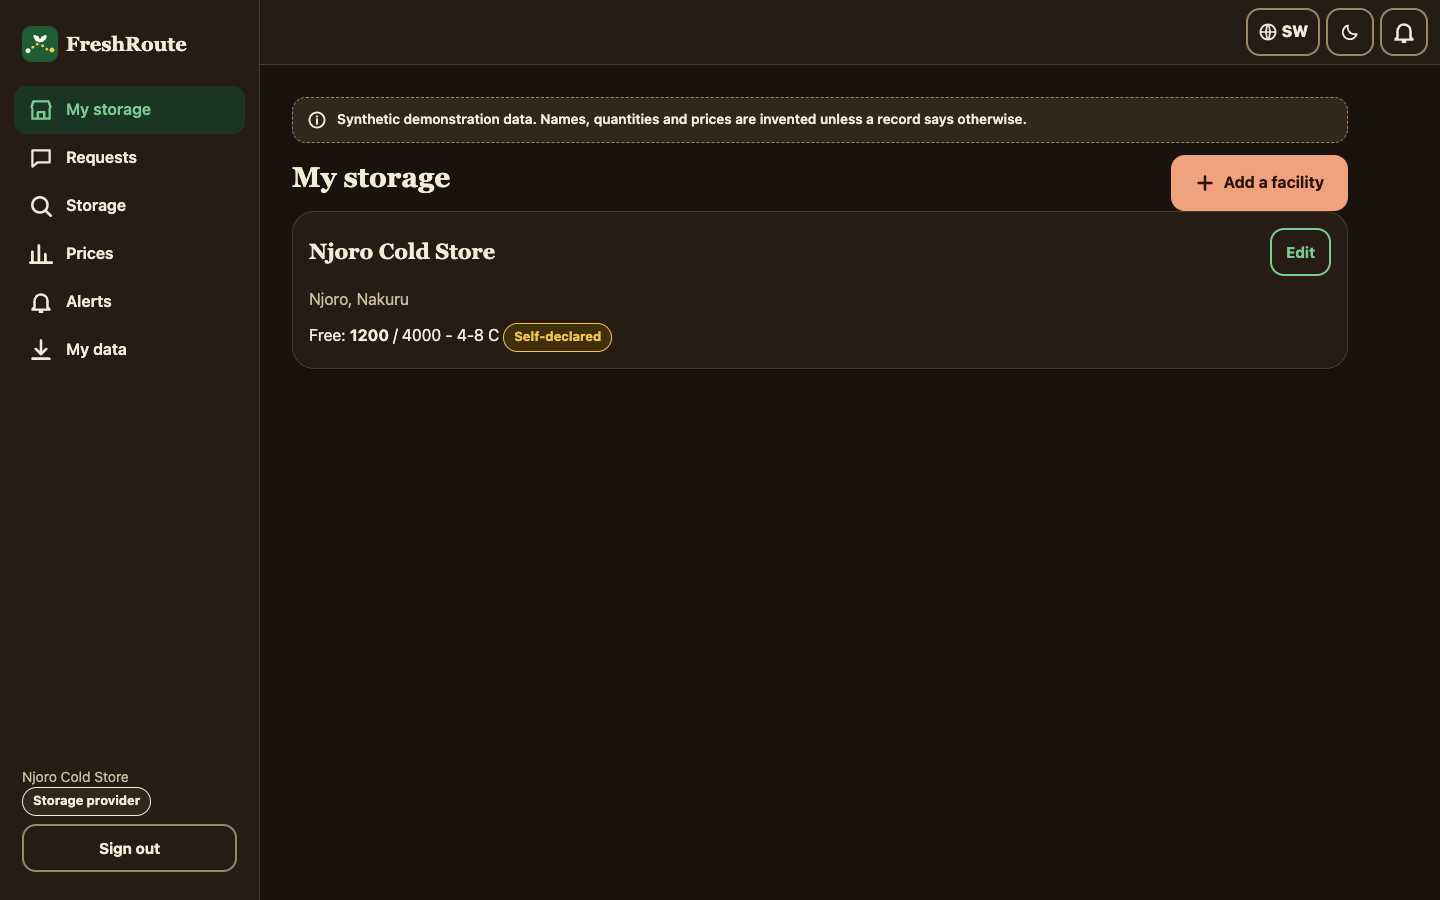 FreshRoute
SW
My storage
Requests
Storage
Prices
Alerts
My data
Synthetic demonstration data. Names, quantities and prices are invented unless a record says otherwise.
My storage
Add a facility
Njoro Cold Store
Edit
Njoro, Nakuru
Free: 1200 / 4000 - 4-8 C Self-declared
Njoro Cold Store
Storage provider
Sign out